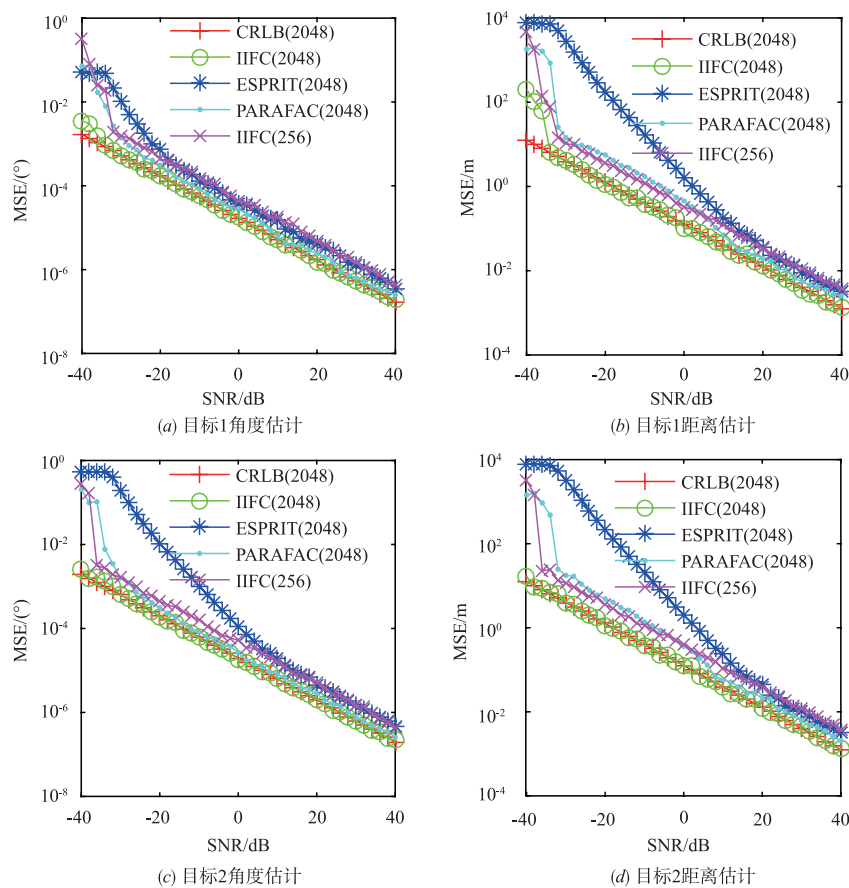 MSE/(°)
10^0
10^-2
10^-4
10^-6
10^-8
CRLB(2048)
IIFC(2048)
ESPRIT(2048)
PARAFAC(2048)
IIFC(256)
-40 -20 0 20 40
SNR/dB
(a) 目标1角度估计
MSE/m
10^4
10^2
10^0
10^-2
10^-4
CRLB(2048)
IIFC(2048)
ESPRIT(2048)
PARAFAC(2048)
IIFC(256)
-40 -20 0 20 40
SNR/dB
(b) 目标1距离估计
MSE/(°)
10^0
10^-2
10^-4
10^-6
10^-8
CRLB(2048)
IIFC(2048)
ESPRIT(2048)
PARAFAC(2048)
IIFC(256)
-40 -20 0 20 40
SNR/dB
(c) 目标2角度估计
MSE/m
10^4
10^2
10^0
10^-2
10^-4
CRLB(2048)
IIFC(2048)
ESPRIT(2048)
PARAFAC(2048)
IIFC(256)
-40 -20 0 20 40
SNR/dB
(d) 目标2距离估计